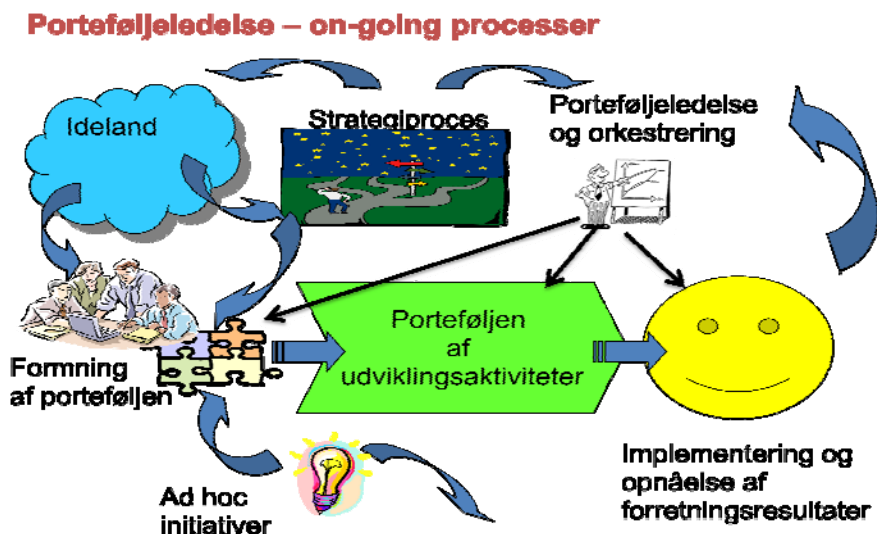 Porteføljeledelse – on-going processer
Ideland
Strategiproces
Porteføljeledelse
og orkestrering
Formning
af porteføljen
Porteføljen
af
udviklingsaktiviteter
Ad hoc
initiativer
Implementering og
opnåelse af
forretningsresultater